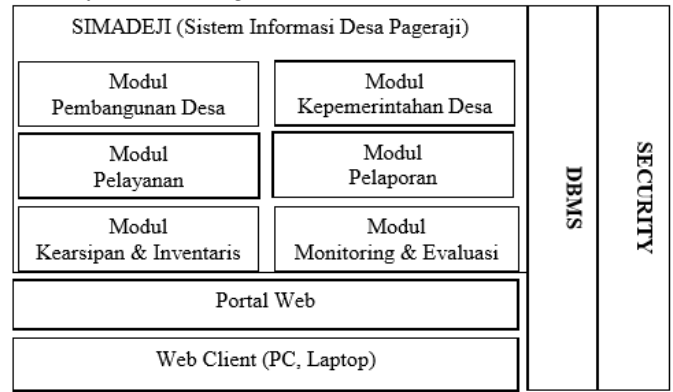 SIMADEJI (Sistem Informasi Desa Pageraji)
Modul
Pembangunan Desa
Modul
Kepemerintahan Desa
Modul
Pelayanan
Modul
Pelaporan
Modul
Kearsipan & Inventaris
Modul
Monitoring & Evaluasi
Portal Web
Web Client (PC, Laptop)
DBMS
SECURITY